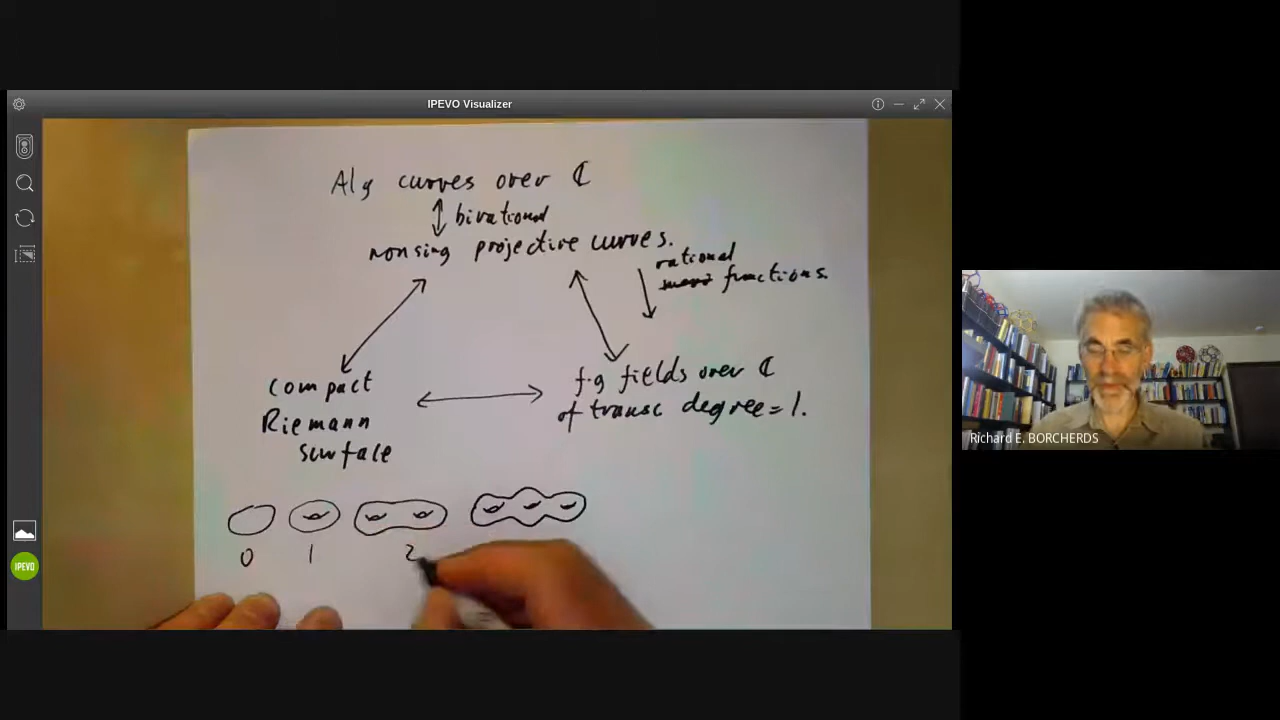 IPEVO Visualizer
Alg curves over ℂ
birational
nonsing projective curves.
rational
functions.
compact
Riemann
surface
f.g fields over ℂ
of transc degree = 1.
0 1 2
Richard E. BORCHERDS
IPEVO